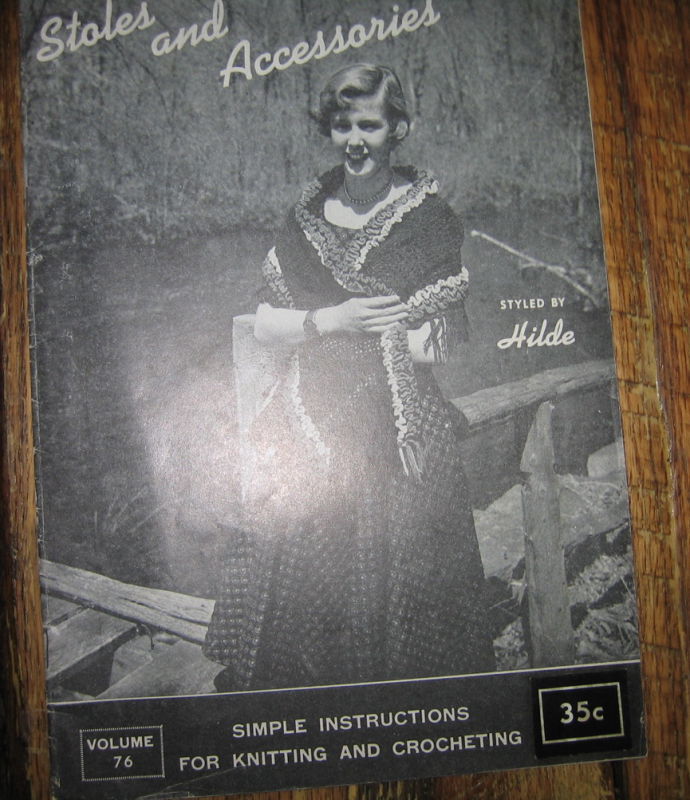 Stoles and
Accessories
STYLED BY
Hilde
SIMPLE INSTRUCTIONS
FOR KNITTING AND CROCHETING
VOLUME
76
35c